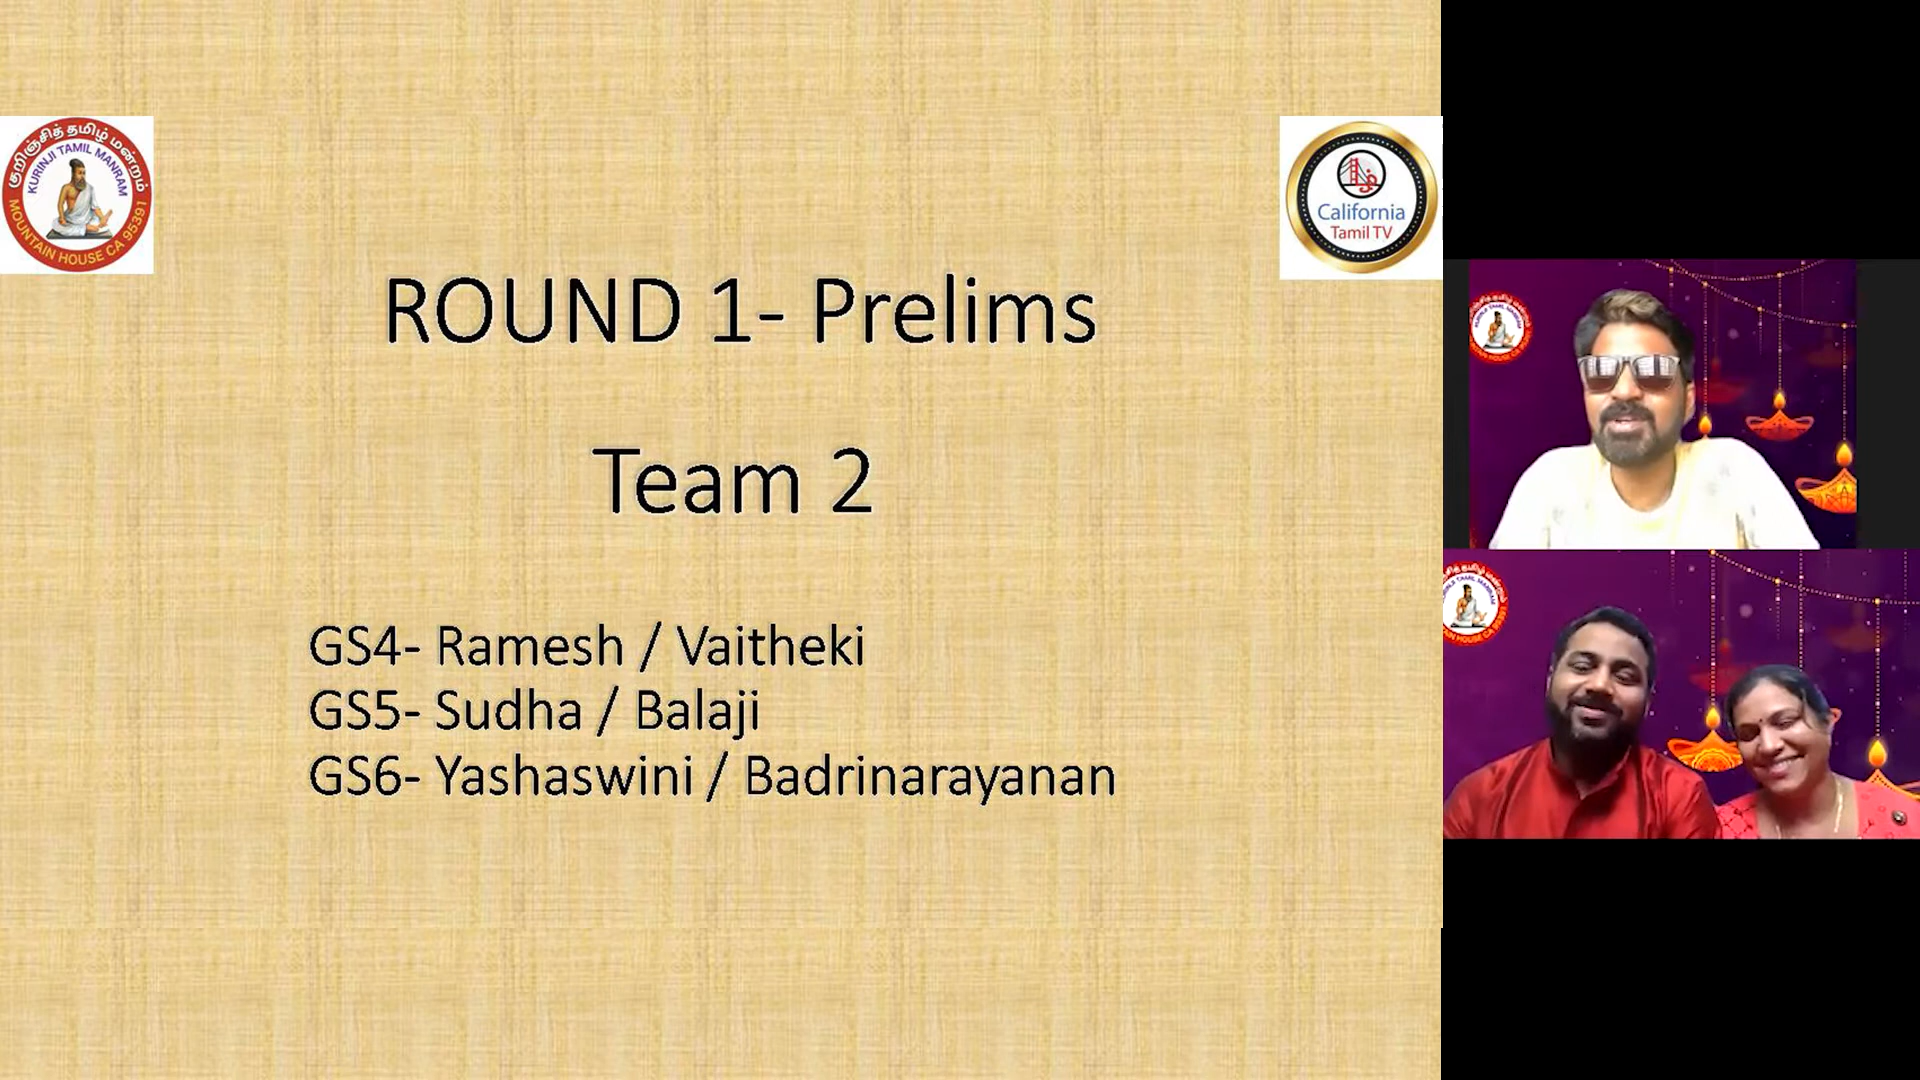 குறிஞ்சித் தமிழ் மன்றம்
KURINJI TAMIL MANRAM
MOUNTAIN HOUSE CA 95391
California
Tamil TV
ROUND 1- Prelims
Team 2
GS4- Ramesh / Vaitheki
GS5- Sudha / Balaji
GS6- Yashaswini / Badrinarayanan